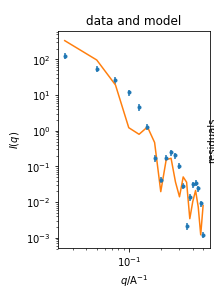 data and model
10²
10¹
10⁰
10⁻¹
10⁻²
10⁻³
I(q)
residuals
10⁻¹
q/A⁻¹